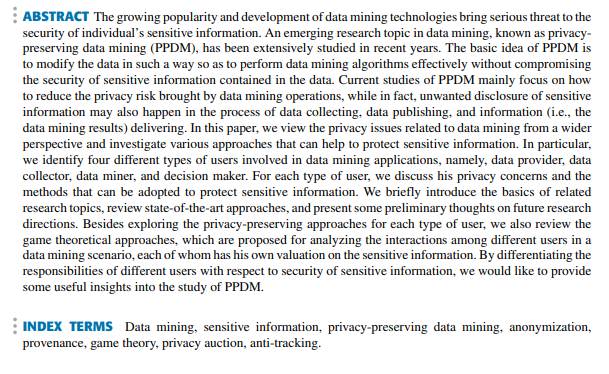 ABSTRACT The growing popularity and development of data mining technologies bring serious threat to the
security of individual's sensitive information. An emerging research topic in data mining, known as privacy-
preserving data mining (PPDM), has been extensively studied in recent years. The basic idea of PPDM is
to modify the data in such a way so as to perform data mining algorithms effectively without compromising
the security of sensitive information contained in the data. Current studies of PPDM mainly focus on how
to reduce the privacy risk brought by data mining operations, while in fact, unwanted disclosure of sensitive
information may also happen in the process of data collecting, data publishing, and information (i.e., the
data mining results) delivering. In this paper, we view the privacy issues related to data mining from a wider
perspective and investigate various approaches that can help to protect sensitive information. In particular,
we identify four different types of users involved in data mining applications, namely, data provider, data
collector, data miner, and decision maker. For each type of user, we discuss his privacy concerns and the
methods that can be adopted to protect sensitive information. We briefly introduce the basics of related
research topics, review state-of-the-art approaches, and present some preliminary thoughts on future research
directions. Besides exploring the privacy-preserving approaches for each type of user, we also review the
game theoretical approaches, which are proposed for analyzing the interactions among different users in a
data mining scenario, each of whom has his own valuation on the sensitive information. By differentiating the
responsibilities of different users with respect to security of sensitive information, we would like to provide
some useful insights into the study of PPDM.
INDEX TERMS Data mining, sensitive information, privacy-preserving data mining, anonymization,
provenance, game theory, privacy auction, anti-tracking.